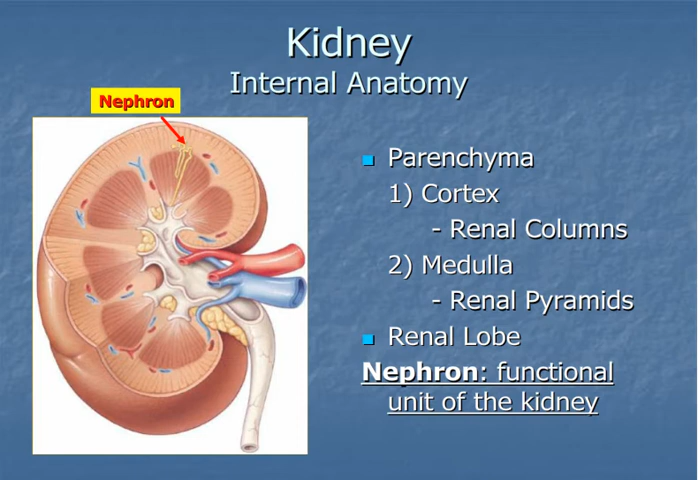 Kidney
Internal Anatomy
Nephron
■ Parenchyma
1) Cortex
- Renal Columns
2) Medulla
- Renal Pyramids
■ Renal Lobe
Nephron: functional
unit of the kidney